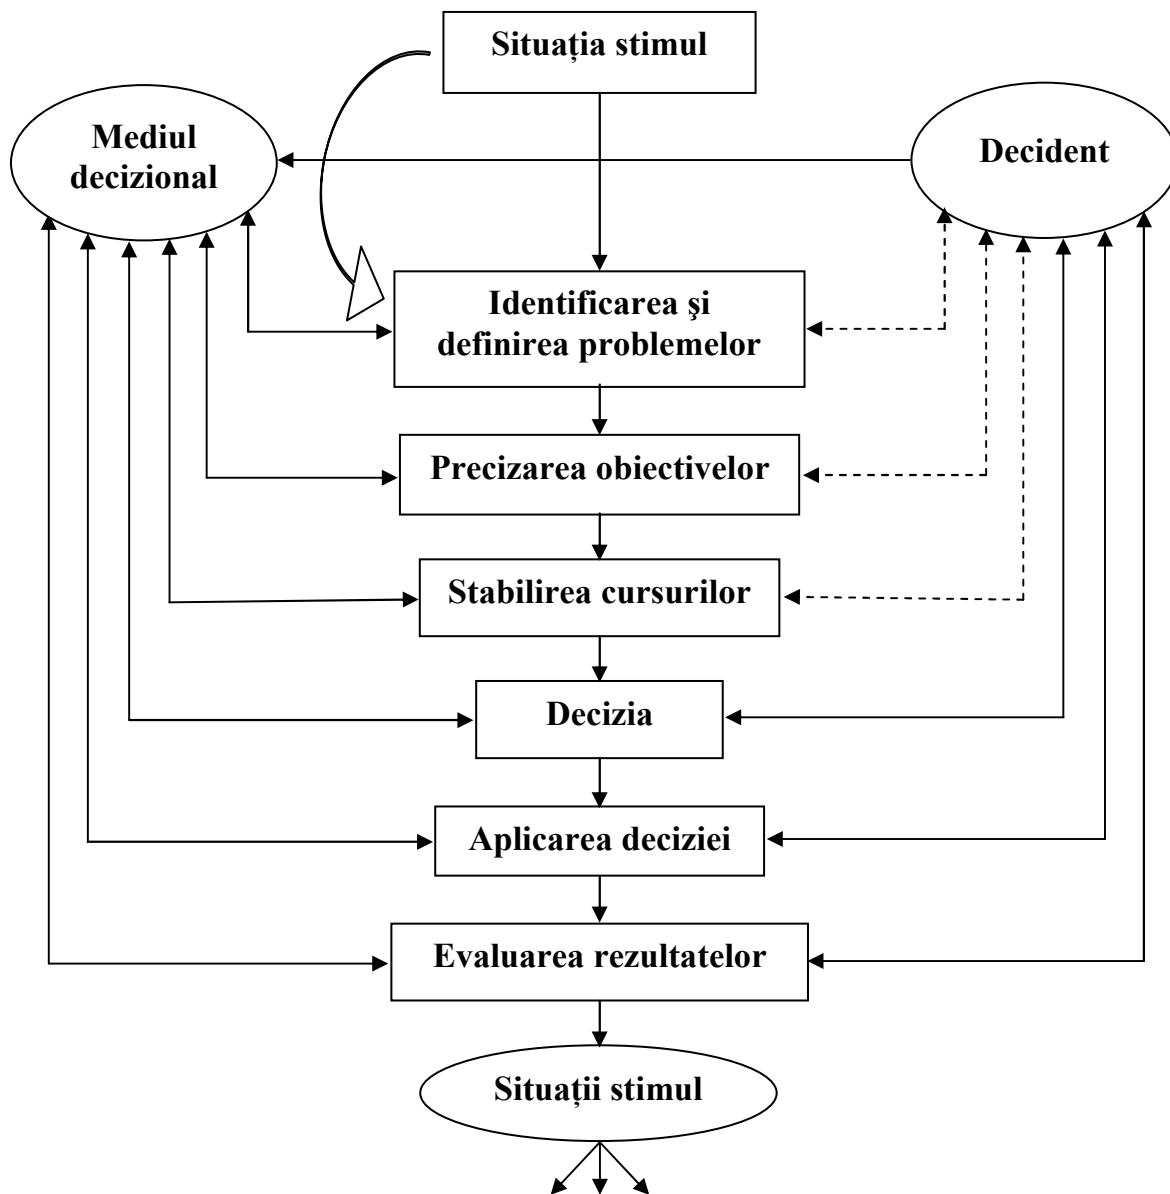 Situația stimul
Mediul
decizional
Decident
Identificarea şi
definirea problemelor
Precizarea obiectivelor
Stabilirea cursurilor
Decizia
Aplicarea deciziei
Evaluarea rezultatelor
Situații stimul